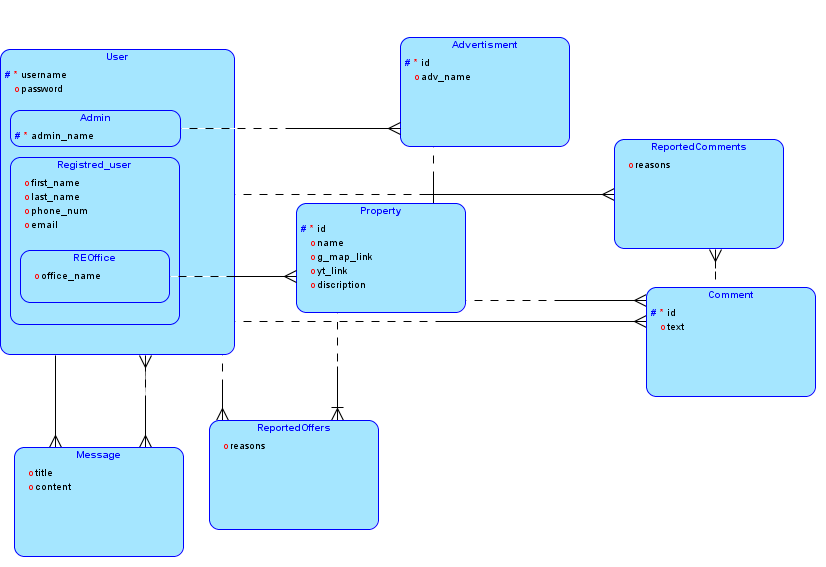 User
# * username
o password
Admin
# * admin_name
Registred_user
o first_name
o last_name
o phone_num
o email
REOffice
o office_name
Advertisment
# * id
o adv_name
ReportedComments
o reasons
Property
# * id
o name
o g_map_link
o yt_link
o discription
Comment
# * id
o text
Message
o title
o content
ReportedOffers
o reasons